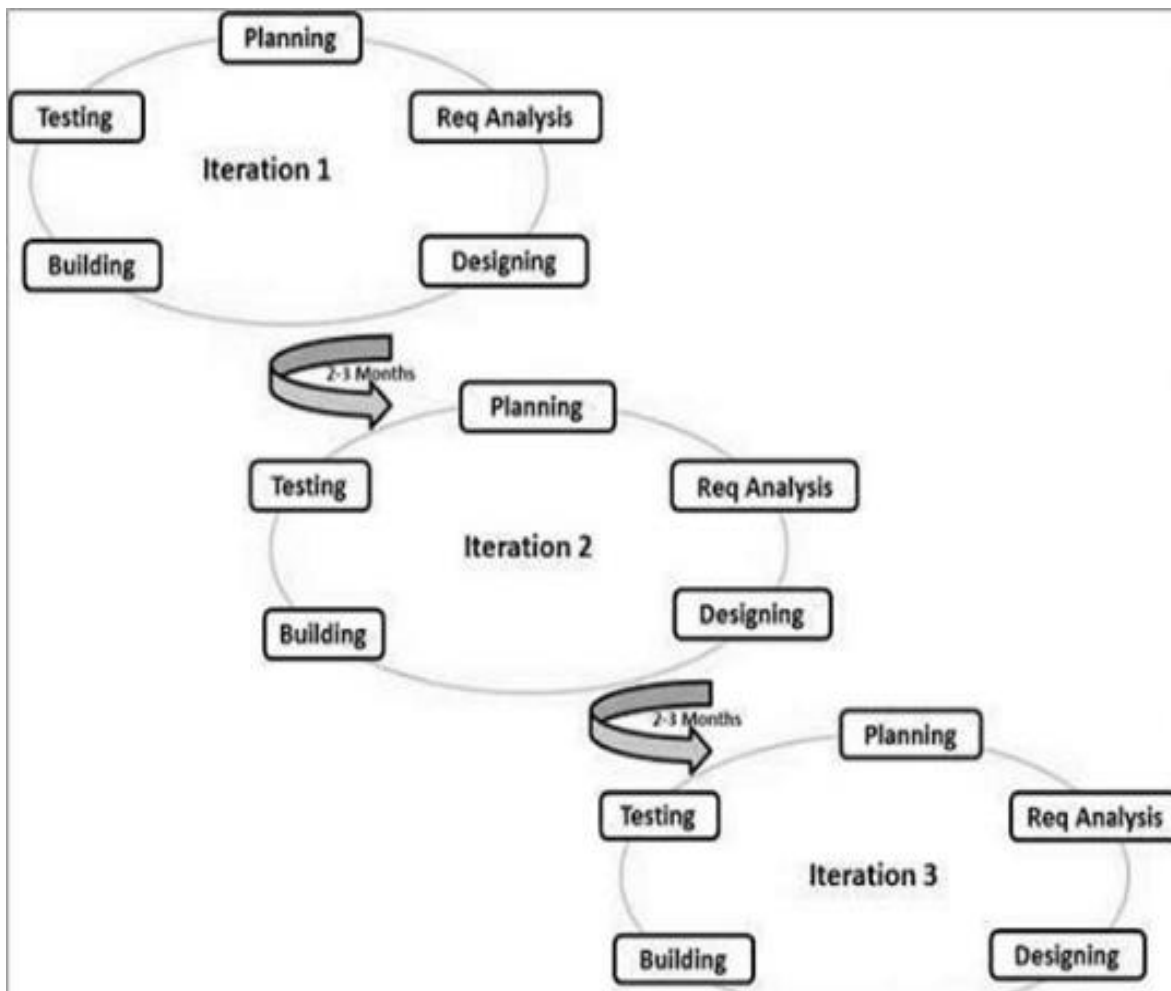 Planning
Testing
Req Analysis
Iteration 1
Building
Designing
2-3 Months
Planning
Testing
Req Analysis
Iteration 2
Building
Designing
2-3 Months
Planning
Testing
Req Analysis
Iteration 3
Building
Designing